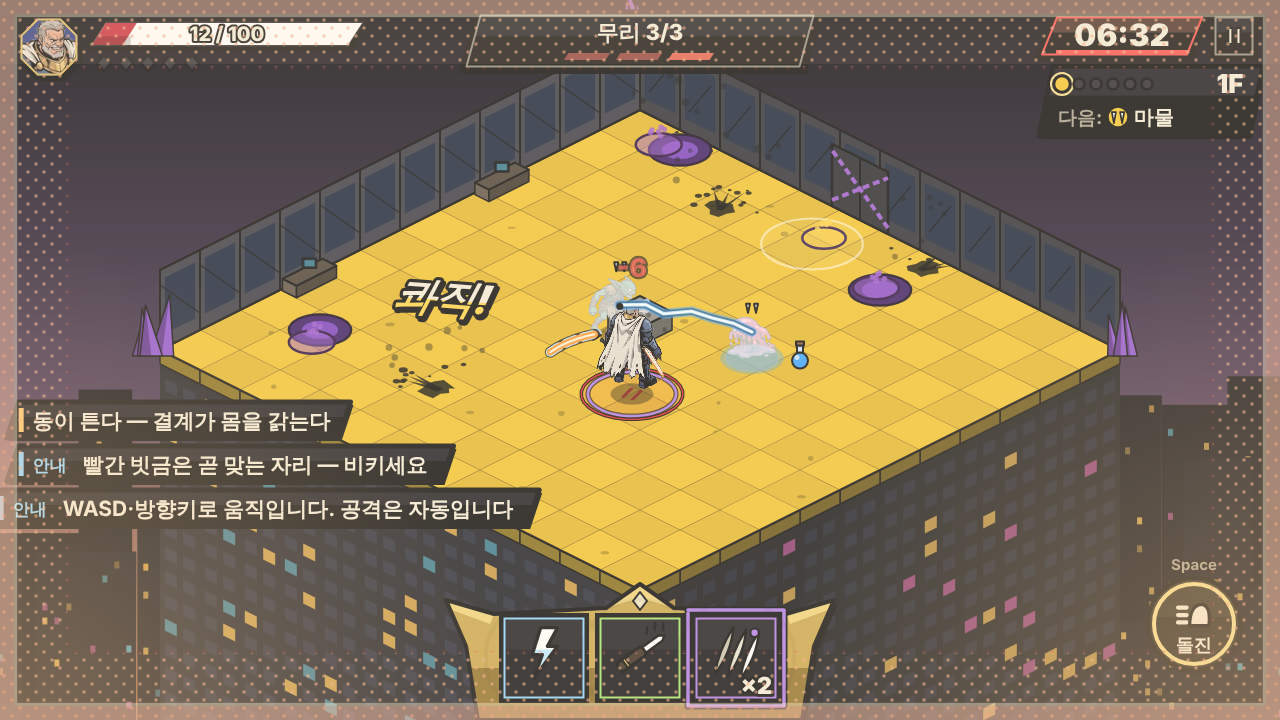 12 / 100
무리 3/3
06:32
1F
다음: 마물
-6
콰직!
동이 튼다 — 결계가 몸을 갉는다
안내 빨간 빗금은 곧 맞는 자리 — 비키세요
안내 WASD·방향키로 움직입니다. 공격은 자동입니다
Space
돌진
×2